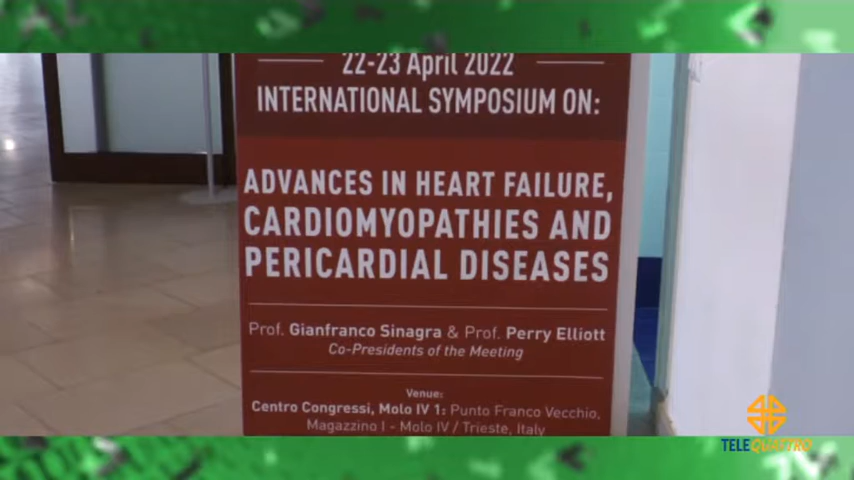 22-23 April 2022
INTERNATIONAL SYMPOSIUM ON:
ADVANCES IN HEART FAILURE,
CARDIOMYOPATHIES AND
PERICARDIAL DISEASES
Prof. Gianfranco Sinagra & Prof. Perry Elliott
Co-Presidents of the Meeting
Venue:
Centro Congressi, Molo IV 1: Punto Franco Vecchio,
Magazzino I - Molo IV / Trieste, Italy
TELEQUATTRO